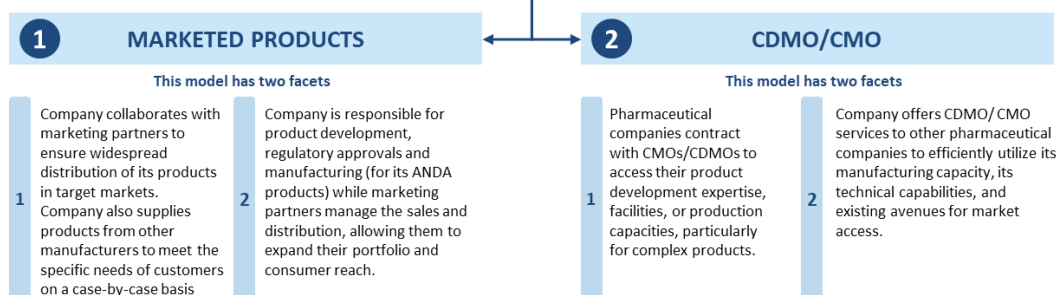 1
MARKETED PRODUCTS
This model has two facets
1
Company collaborates with
marketing partners to
ensure widespread
distribution of its products
in target markets.
Company also supplies
products from other
manufacturers to meet the
specific needs of customers
on a case-by-case basis
2
Company is responsible for
product development,
regulatory approvals and
manufacturing (for its ANDA
products) while marketing
partners manage the sales and
distribution, allowing them to
expand their portfolio and
consumer reach.
2
CDMO/CMO
This model has two facets
1
Pharmaceutical
companies contract
with CMOs/CDMOs to
access their product
development expertise,
facilities, or production
capacities, particularly
for complex products.
2
Company offers CDMO/ CMO
services to other pharmaceutical
companies to efficiently utilize its
manufacturing capacity, its
technical capabilities, and
existing avenues for market
access.